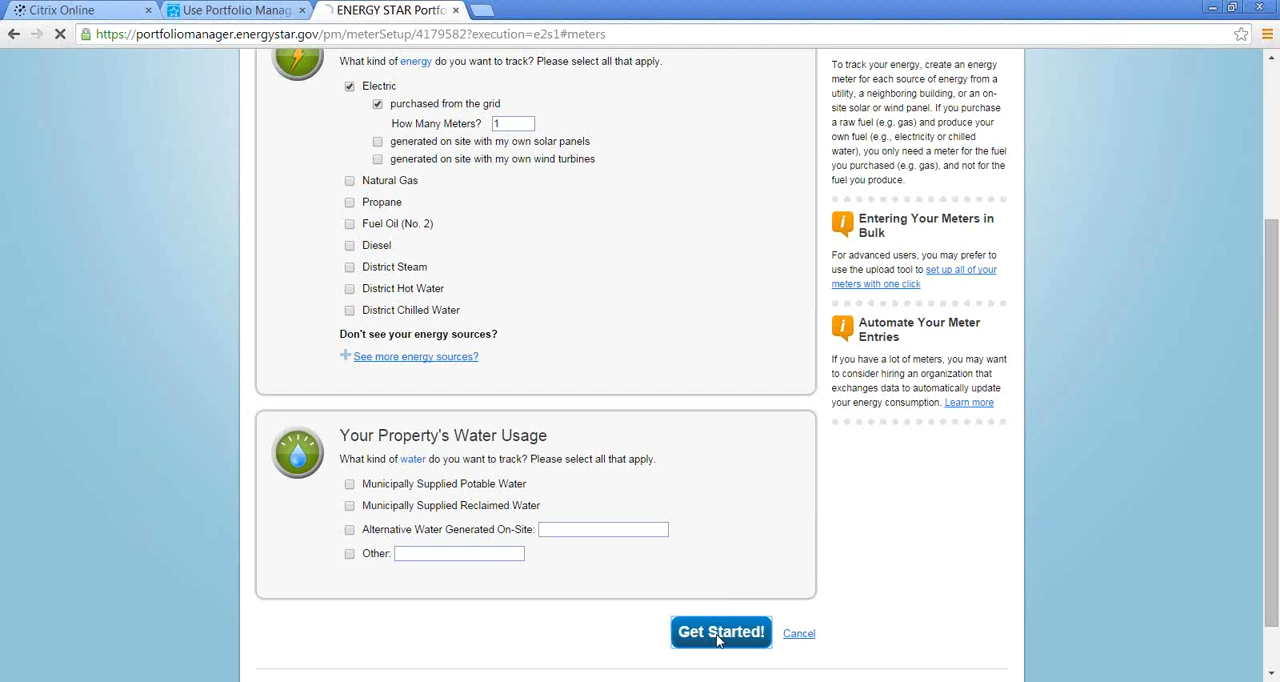 Citrix Online
Use Portfolio Manag
ENERGY STAR Portfo
https://portfoliomanager.energystar.gov/pm/meterSetup/4179582?execution=e2s1#meters
What kind of energy do you want to track? Please select all that apply.
Electric
purchased from the grid
How Many Meters? 1
generated on site with my own solar panels
generated on site with my own wind turbines
Natural Gas
Propane
Fuel Oil (No. 2)
Diesel
District Steam
District Hot Water
District Chilled Water
Don't see your energy sources?
See more energy sources?
Your Property's Water Usage
What kind of water do you want to track? Please select all that apply.
Municipally Supplied Potable Water
Municipally Supplied Reclaimed Water
Alternative Water Generated On-Site:
Other:
Get Started!
Cancel
To track your energy, create an energy
meter for each source of energy from a
utility, a neighboring building, or an on-
site solar or wind panel. If you purchase
a raw fuel (e.g. gas) and produce your
own fuel (e.g., electricity or chilled
water), you only need a meter for the fuel
you purchased (e.g. gas), and not for the
fuel you produce.
Entering Your Meters in
Bulk
For advanced users, you may prefer to
use the upload tool to set up all of your
meters with one click
Automate Your Meter
Entries
If you have a lot of meters, you may want
to consider hiring an organization that
exchanges data to automatically update
your energy consumption. Learn more